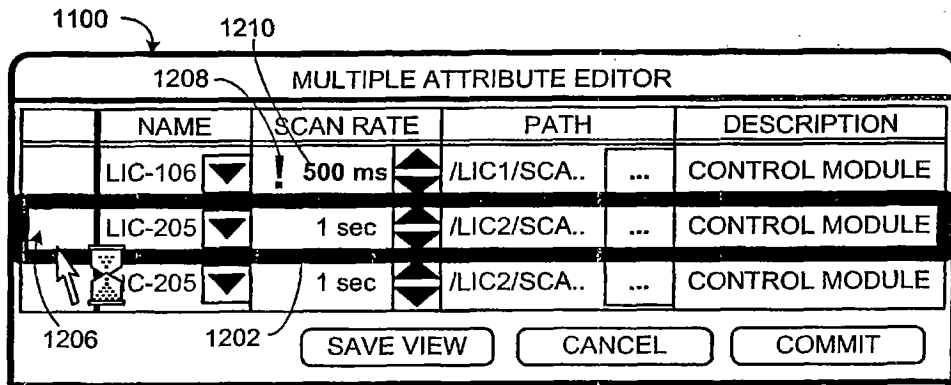 1100
1210
1208
MULTIPLE ATTRIBUTE EDITOR
NAME SCAN RATE PATH DESCRIPTION
LIC-106 ! 500 ms /LIC1/SCA.. ... CONTROL MODULE
LIC-205 1 sec /LIC2/SCA.. CONTROL MODULE
IC-205 1 sec /LIC2/SCA.. ... CONTROL MODULE
1206
1202
SAVE VIEW CANCEL COMMIT